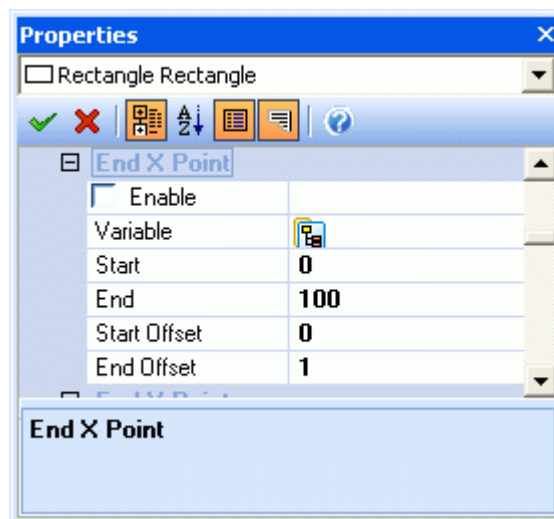 Properties
Rectangle Rectangle
End X Point
Enable
Variable
Start 0
End 100
Start Offset 0
End Offset 1
End X Point